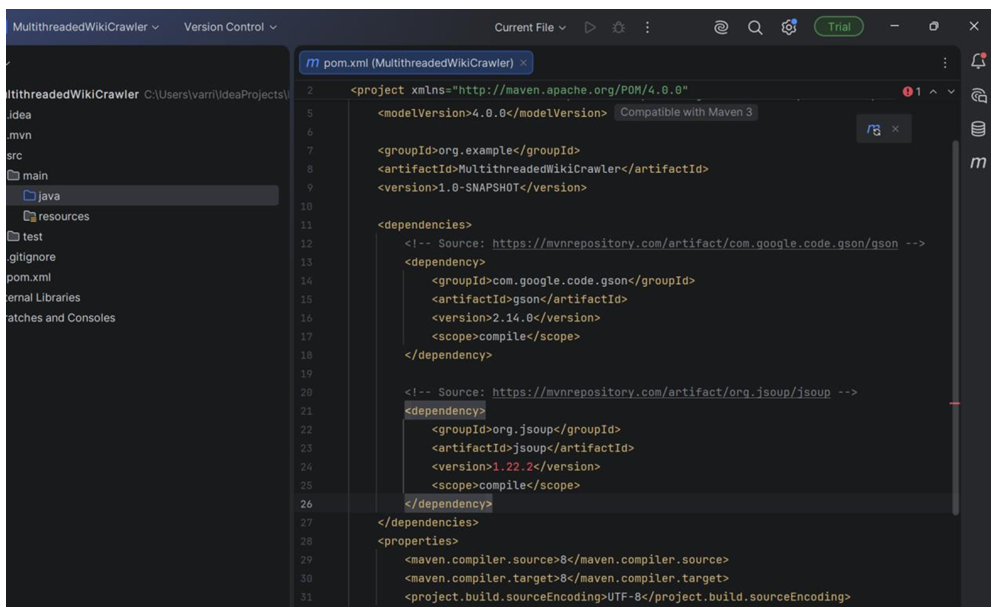 MultithreadedWikiCrawler
Version Control
Current File
Trial
pom.xml (MultithreadedWikiCrawler)
ltithreadedWikiCrawler C:\Users\varri\IdeaProjects\
.idea
.mvn
src
main
java
resources
test
.gitignore
pom.xml
ternal Libraries
ratches and Consoles
2 <project xmlns="http://maven.apache.org/POM/4.0.0" 1
5 <modelVersion>4.0.0</modelVersion> Compatible with Maven 3
6
7 <groupId>org.example</groupId>
8 <artifactId>MultithreadedWikiCrawler</artifactId>
9 <version>1.0-SNAPSHOT</version>
10
11 <dependencies>
12 <!-- Source: https://mvnrepository.com/artifact/com.google.code.gson/gson -->
13 <dependency>
14 <groupId>com.google.code.gson</groupId>
15 <artifactId>gson</artifactId>
16 <version>2.14.0</version>
17 <scope>compile</scope>
18 </dependency>
19
20 <!-- Source: https://mvnrepository.com/artifact/org.jsoup/jsoup -->
21 <dependency>
22 <groupId>org.jsoup</groupId>
23 <artifactId>jsoup</artifactId>
24 <version>1.22.2</version>
25 <scope>compile</scope>
26 </dependency>
27 </dependencies>
28 <properties>
29 <maven.compiler.source>8</maven.compiler.source>
30 <maven.compiler.target>8</maven.compiler.target>
31 <project.build.sourceEncoding>UTF-8</project.build.sourceEncoding>